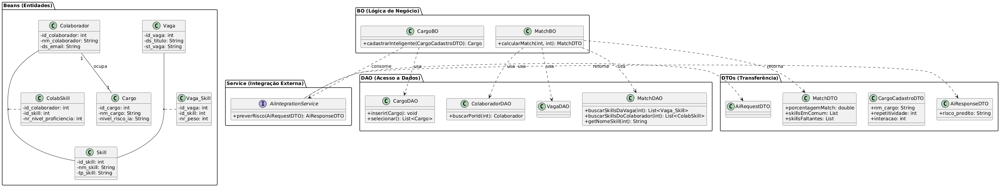 Beans (Entidades)
C Colaborador
-id_colaborador: int
-nm_colaborador: String
-ds_email: String
C Vaga
-id_vaga: int
-ds_titulo: String
-st_vaga: String
1
ocupa
1
C ColabSkill
-id_colaborador: int
-id_skill: int
-nr_nivel_proficiencia: int
C Cargo
-id_cargo: int
-nm_cargo: String
-nivel_risco_ia: String
C Vaga_Skill
-id_vaga: int
-id_skill: int
-nr_peso: int
C Skill
-id_skill: int
-nm_skill: String
-tp_skill: String
BO (Lógica de Negócio)
C CargoBO
+cadastrarInteligente(CargoCadastroDTO): Cargo
C MatchBO
+calcularMatch(int, int): MatchDTO
consome
usa
usa
usa
usa
retorna
usa
retorna
Service (Integração Externa)
I AiIntegrationService
+preverRisco(AiRequestDTO): AiResponseDTO
DAO (Acesso a Dados)
C CargoDAO
+inserir(Cargo): void
+selecionar(): List<Cargo>
C ColaboradorDAO
+buscarPorId(int): Colaborador
C VagaDAO
C MatchDAO
+buscarSkillsDaVaga(int): List<Vaga_Skill>
+buscarSkillsDoColaborador(int): List<ColabSkill>
+getNomeSkill(int): String
DTOs (Transferência)
C AiRequestDTO
C MatchDTO
+porcentagemMatch: double
+skillsEmComum: List
+skillsFaltantes: List
C CargoCadastroDTO
+nm_cargo: String
+repetitividade: int
+interacao: int
C AiResponseDTO
+risco_predito: String